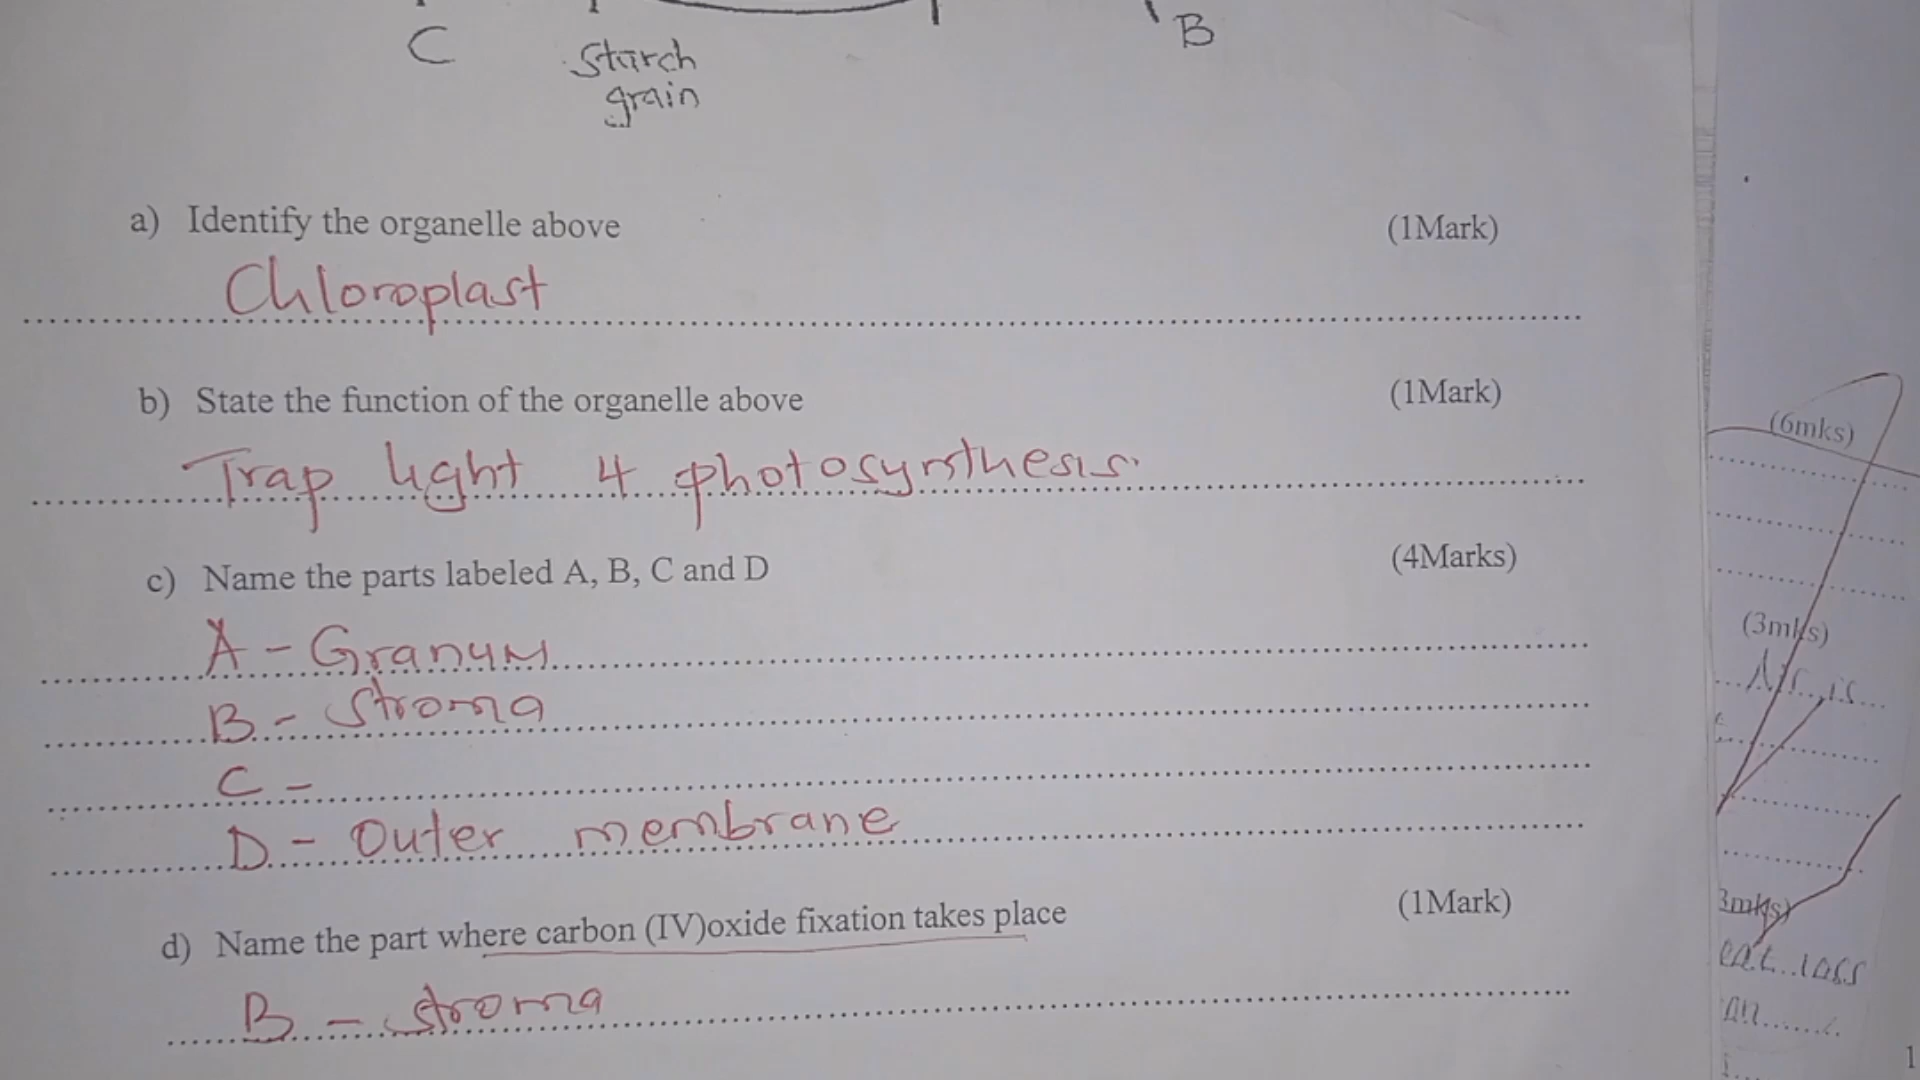 C
B
Starch
grain
a) Identify the organelle above (1Mark)
Chloroplast
b) State the function of the organelle above (1Mark)
Trap light 4 photosynthesis.
c) Name the parts labeled A, B, C and D (4Marks)
A - Granum
B - Stroma
C -
D - Outer membrane
d) Name the part where carbon (IV)oxide fixation takes place (1Mark)
B - stroma
(6mks)
(3mks)
3mks)
loss
1